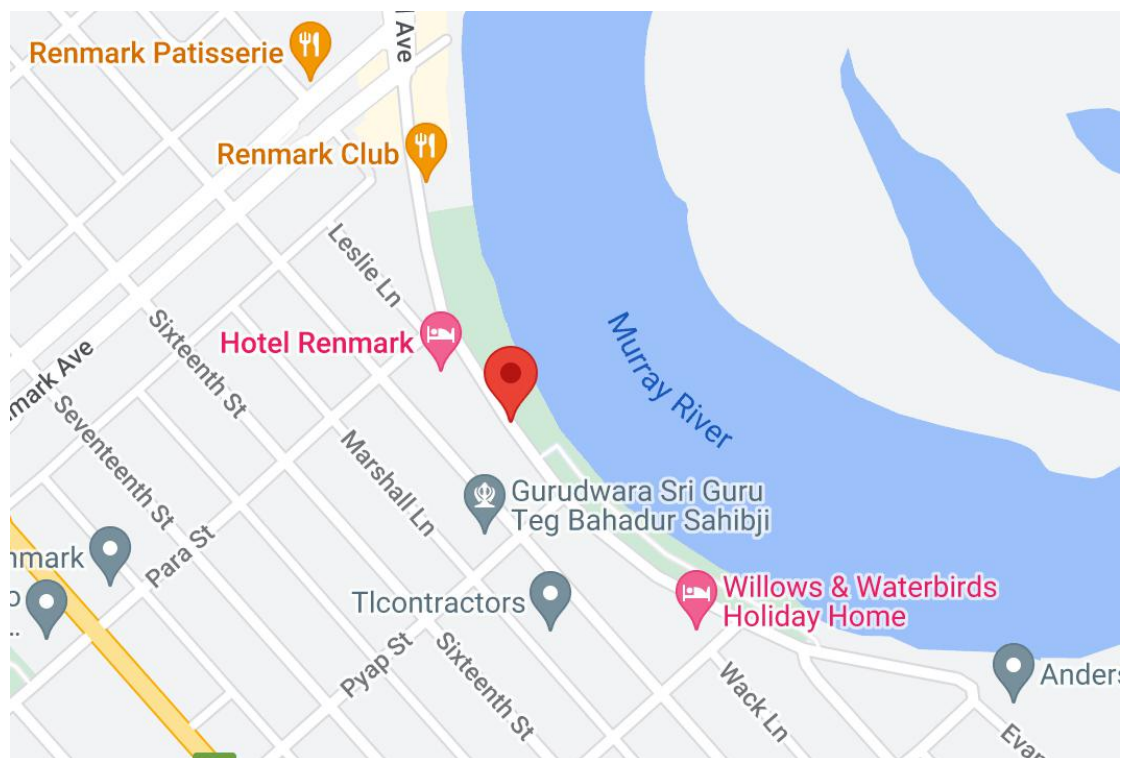 Ave
Renmark Patisserie
Renmark Club
Leslie Ln
Hotel Renmark
Murray River
Sixteenth St
mark Ave
Seventeenth St
Marshall Ln
Gurudwara Sri Guru
Teg Bahadur Sahibji
nmark
Para St
Tlcontractors
Willows & Waterbirds
Holiday Home
Pyap St
Sixteenth St
Wack Ln
Anders
Evan